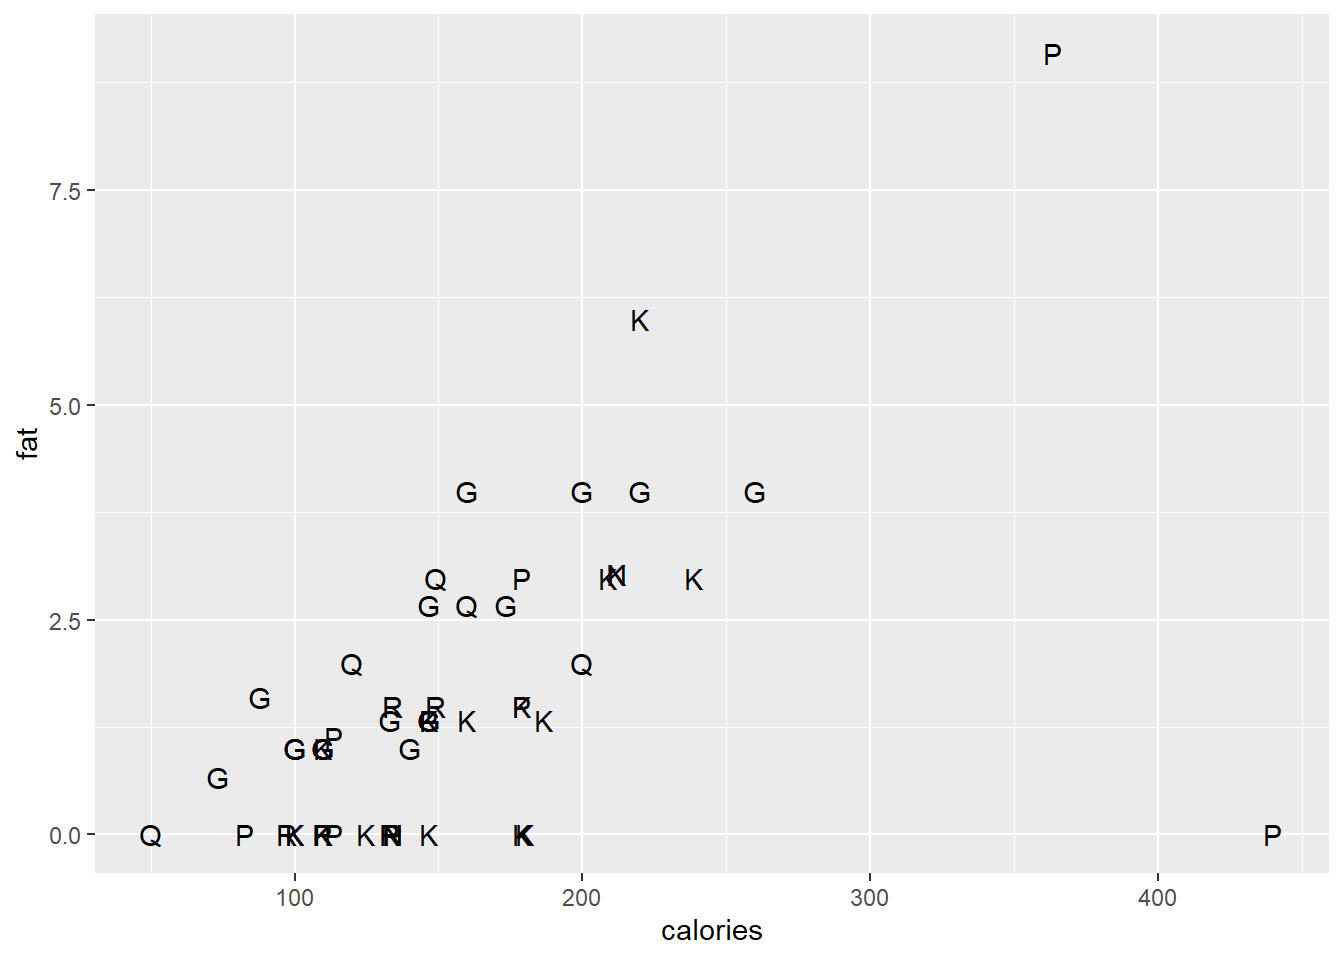 P
7.5
K
5.0
G G G G
Q P K N K
G Q G
2.5
Q Q
G
R R P K
G G K K K
P
G G K G
G
0.0
Q P R K R K P K R N K K K P
100 200 300 400
calories
fat